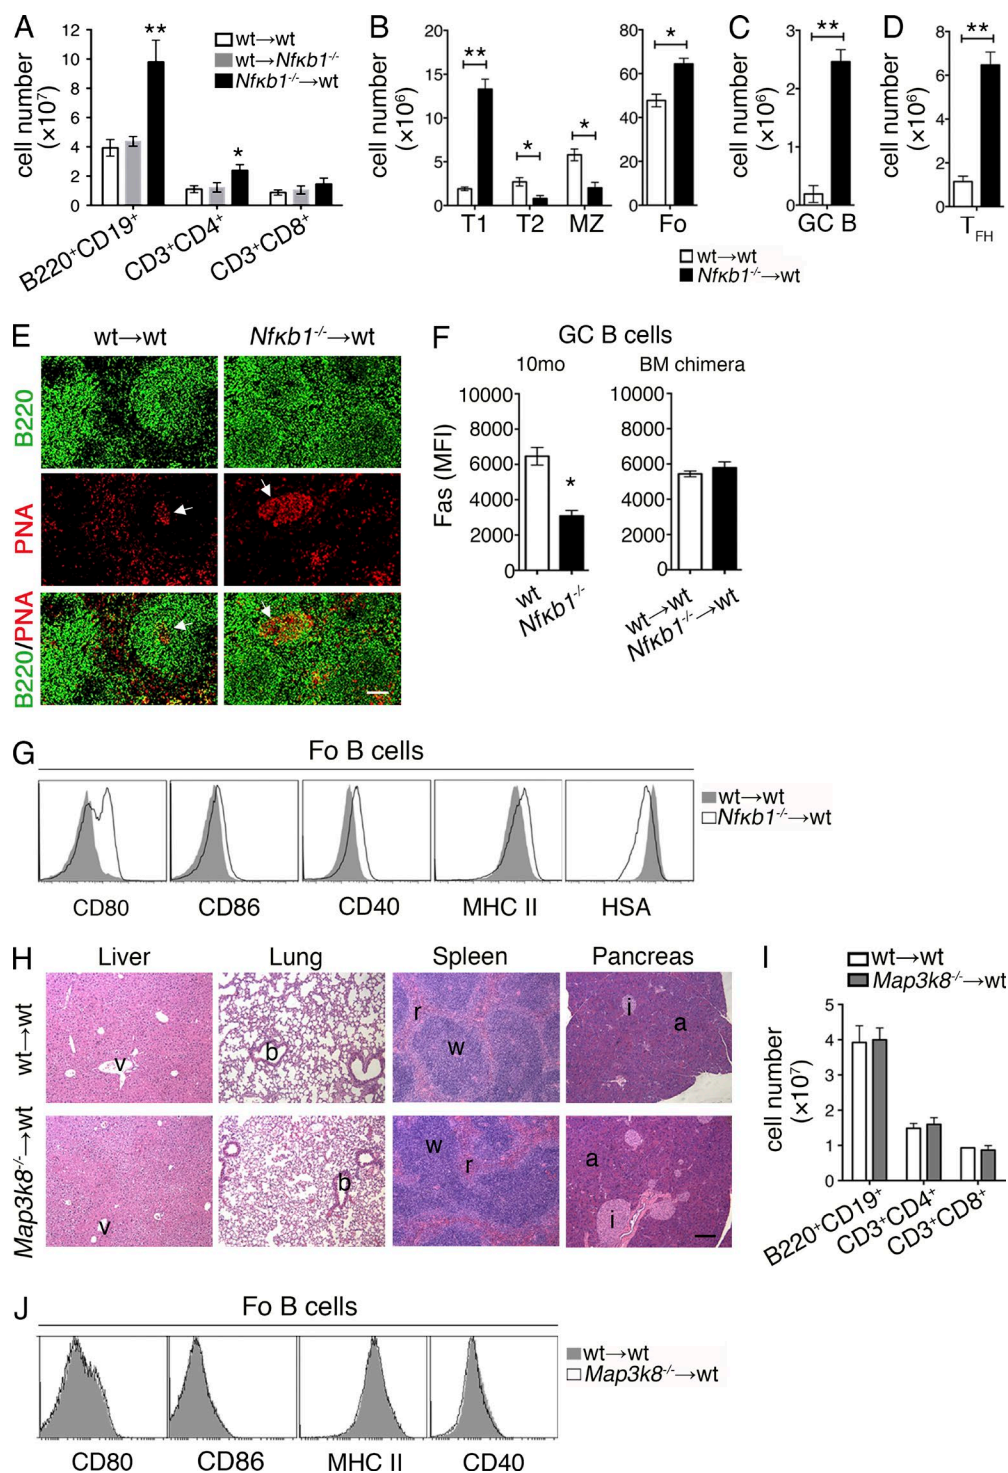 A
cell number
(×10⁷)
12
10
8
6
4
2
0
**
*
wt→wt
wt→Nfκb1⁻/⁻
Nfκb1⁻/⁻→wt
B220⁺CD19⁺
CD3⁺CD4⁺
CD3⁺CD8⁺
B
cell number
(×10⁶)
20
15
10
5
0
**
*
*
T1 T2 MZ
80
60
40
20
0
*
Fo
C
cell number
(×10⁶)
3
2
1
0
**
GC B
D
cell number
(×10⁶)
8
6
4
2
0
**
T_FH
wt→wt
Nfκb1⁻/⁻→wt
E
wt→wt Nfκb1⁻/⁻→wt
B220
PNA
B220/PNA
F
GC B cells
10mo BM chimera
Fas (MFI)
10000
8000
6000
4000
2000
0
*
wt
Nfκb1⁻/⁻
10000
8000
6000
4000
2000
0
wt→wt
Nfκb1⁻/⁻→wt
G
Fo B cells
wt→wt
Nfκb1⁻/⁻→wt
CD80 CD86 CD40 MHC II HSA
H
Liver Lung Spleen Pancreas
wt→wt
v b r w i a
Map3k8⁻/⁻→wt
v b w r a i
I
wt→wt
Map3k8⁻/⁻→wt
cell number
(×10⁷)
5
4
3
2
1
0
B220⁺CD19⁺
CD3⁺CD4⁺
CD3⁺CD8⁺
J
Fo B cells
wt→wt
Map3k8⁻/⁻→wt
CD80 CD86 MHC II CD40